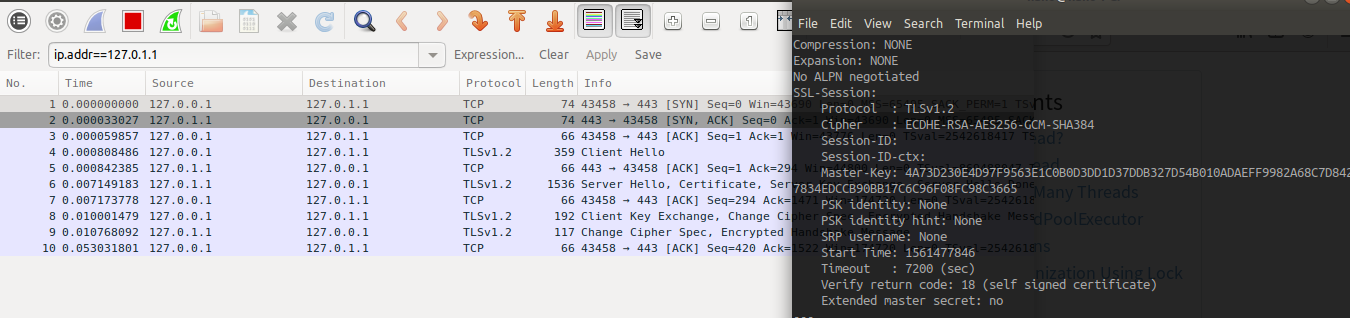 Filter: ip.addr==127.0.1.1 Expression... Clear Apply Save
No. Time Source Destination Protocol Length Info
1 0.000000000 127.0.0.1 127.0.1.1 TCP 74 43458 → 443 [SYN] Seq=0 Win=43690
2 0.000033027 127.0.1.1 127.0.0.1 TCP 74 443 → 43458 [SYN, ACK] Seq=0
3 0.000059857 127.0.0.1 127.0.1.1 TCP 66 43458 → 443 [ACK] Seq=1 Ack=1
4 0.000808486 127.0.0.1 127.0.1.1 TLSv1.2 359 Client Hello
5 0.000842385 127.0.1.1 127.0.0.1 TCP 66 443 → 43458 [ACK] Seq=1 Ack=294
6 0.007149183 127.0.1.1 127.0.0.1 TLSv1.2 1536 Server Hello, Certificate,
7 0.007173778 127.0.0.1 127.0.1.1 TCP 66 43458 → 443 [ACK] Seq=294
8 0.010001479 127.0.0.1 127.0.1.1 TLSv1.2 192 Client Key Exchange, Change Cipher
9 0.010768092 127.0.1.1 127.0.0.1 TLSv1.2 117 Change Cipher Spec, Encrypted
10 0.053031801 127.0.0.1 127.0.1.1 TCP 66 43458 → 443 [ACK] Seq=420
File Edit View Search Terminal Help
Compression: NONE
Expansion: NONE
No ALPN negotiated
SSL-Session:
Protocol : TLSv1.2
Cipher : ECDHE-RSA-AES256-GCM-SHA384
Session-ID:
Session-ID-ctx:
Master-Key: 4A73D230E4D97F9563E1C0B0D3DD1D37DDB327D54B010ADAEFF9982A68C7D842
7834EDCCB90BB17C6C96F08FC98C3665
PSK identity: None
PSK identity hint: None
SRP username: None
Start Time: 1561477846
Timeout : 7200 (sec)
Verify return code: 18 (self signed certificate)
Extended master secret: no
Many Threads